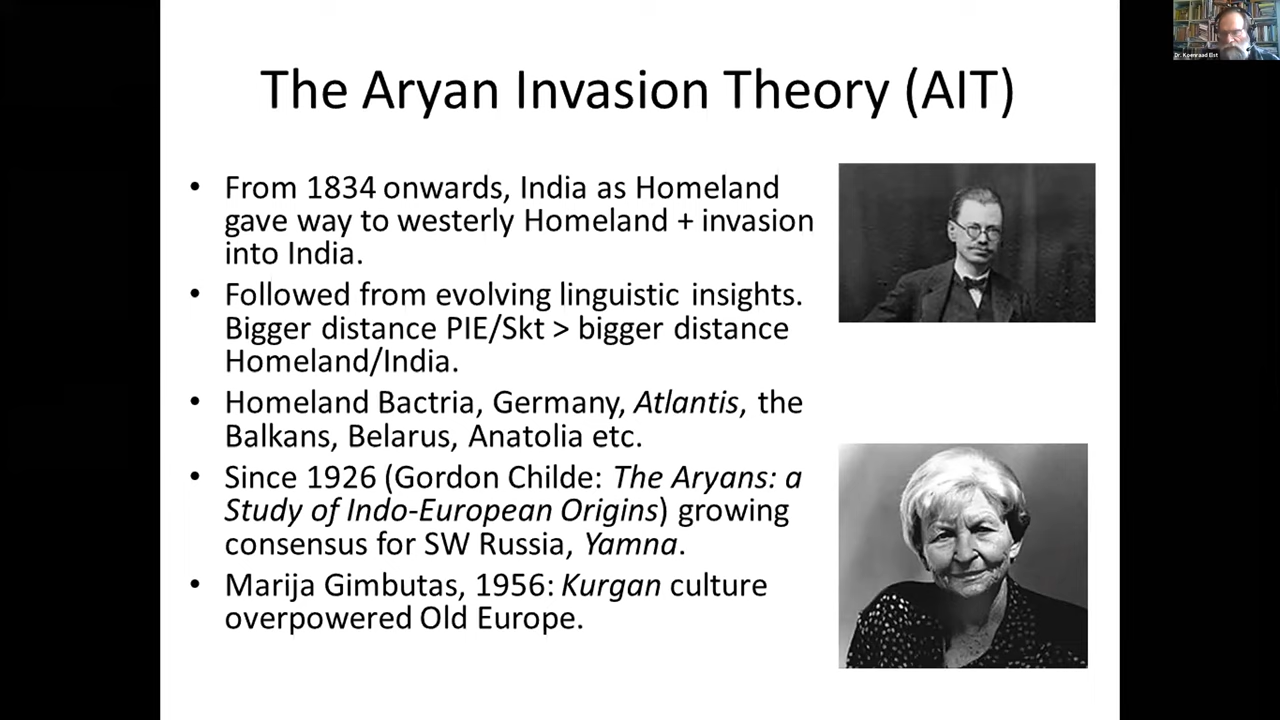 Dr. Koenraad Elst
The Aryan Invasion Theory (AIT)
• From 1834 onwards, India as Homeland
gave way to westerly Homeland + invasion
into India.
• Followed from evolving linguistic insights.
Bigger distance PIE/Skt > bigger distance
Homeland/India.
• Homeland Bactria, Germany, Atlantis, the
Balkans, Belarus, Anatolia etc.
• Since 1926 (Gordon Childe: The Aryans: a
Study of Indo-European Origins) growing
consensus for SW Russia, Yamna.
• Marija Gimbutas, 1956: Kurgan culture
overpowered Old Europe.